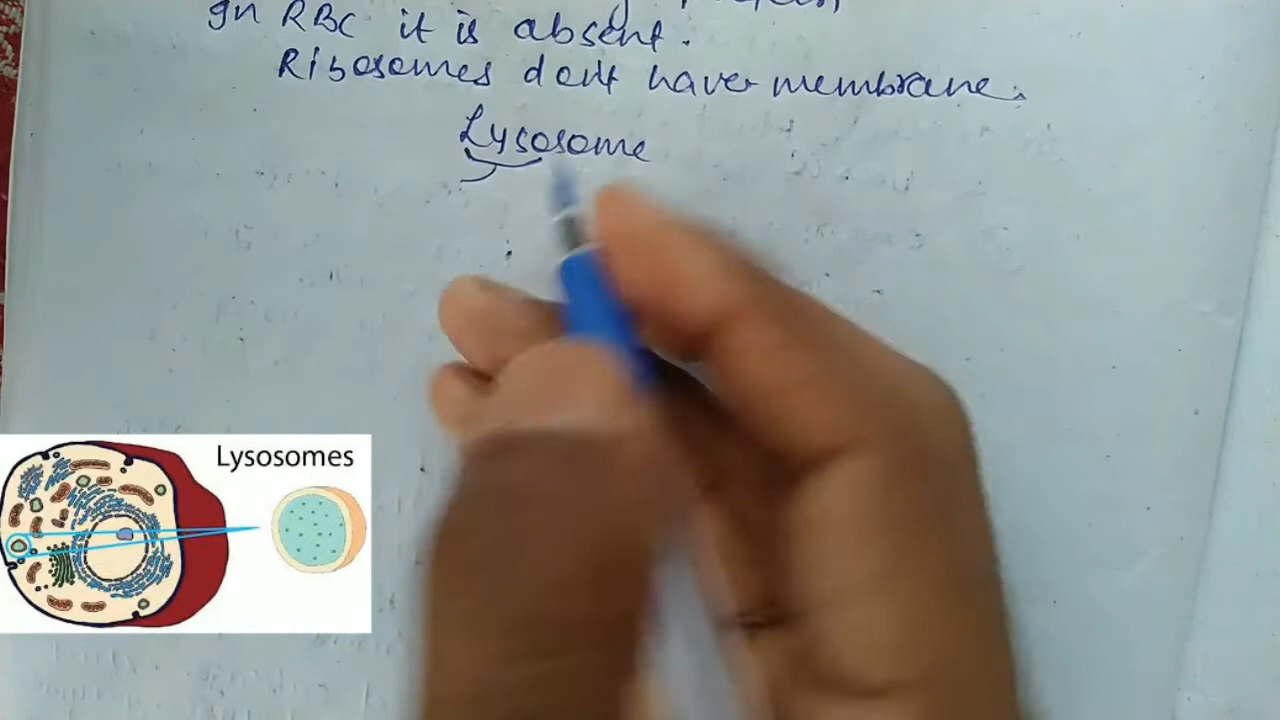 In RBC it is absent.
Ribosomes don't have membrane.
Lysosome
Lysosomes